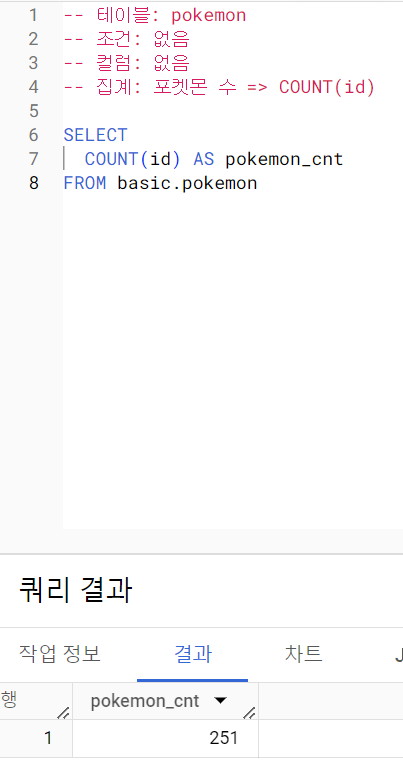 1 -- 테이블: pokemon
2 -- 조건: 없음
3 -- 컬럼: 없음
4 -- 집계: 포켓몬 수 => COUNT(id)
5
6 SELECT
7 COUNT(id) AS pokemon_cnt
8 FROM basic.pokemon
쿼리 결과
작업 정보 결과 차트 J
행 pokemon_cnt
1 251